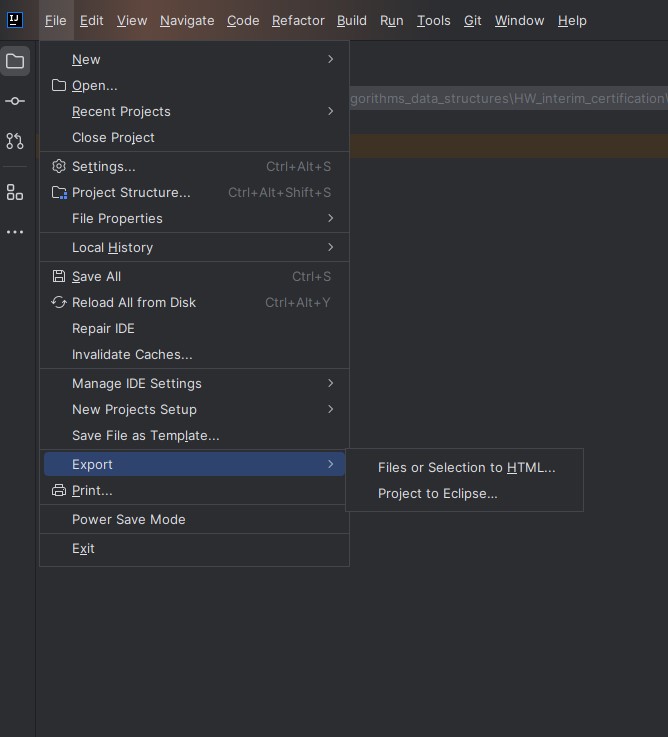 IJ
File Edit View Navigate Code Refactor Build Run Tools Git Window Help
New
Open...
gorithms_data_structures\HW_interim_certification\
Recent Projects
Close Project
Settings... Ctrl+Alt+S
Project Structure... Ctrl+Alt+Shift+S
File Properties
Local History
Save All Ctrl+S
Reload All from Disk Ctrl+Alt+Y
Repair IDE
Invalidate Caches...
Manage IDE Settings
New Projects Setup
Save File as Template...
Export
Files or Selection to HTML...
Print...
Project to Eclipse...
Power Save Mode
Exit